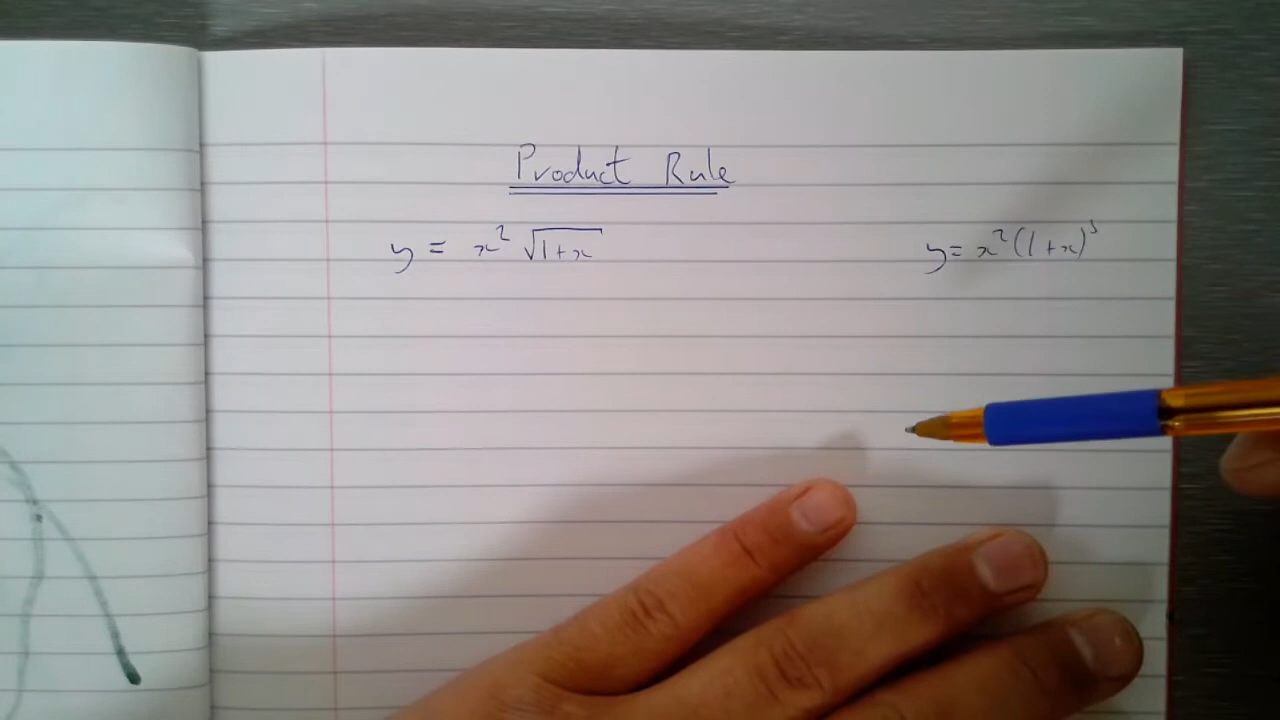 Product Rule
y = x² √(1+x)
y = x²(1+x)³